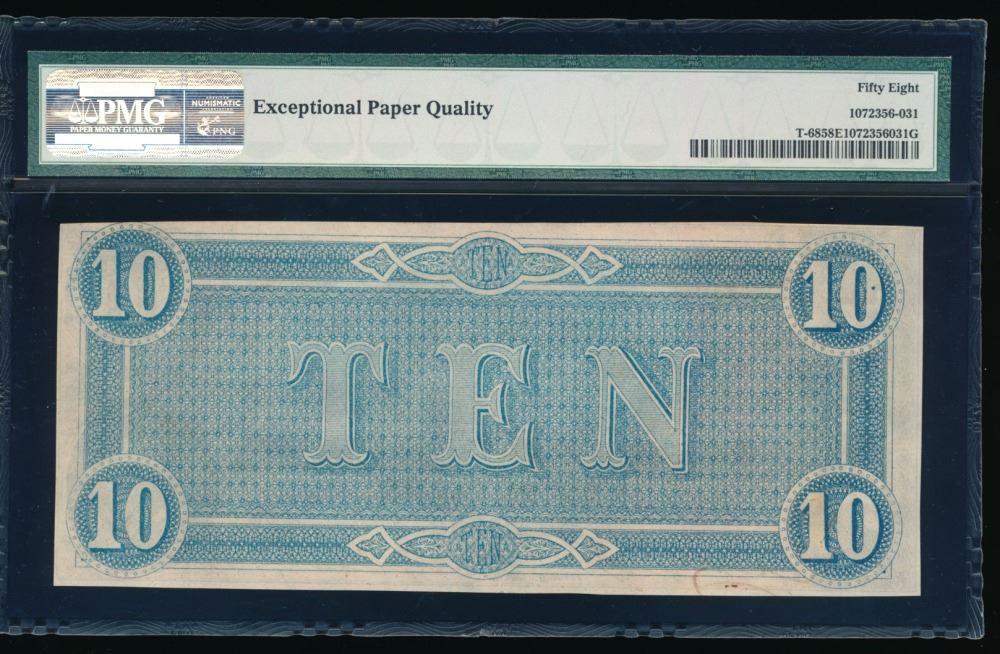 PMG
PAPER MONEY GUARANTY
NUMISMATIC
PNG
Exceptional Paper Quality
Fifty Eight
1072356-031
T-6858E1072356031G
10
TEN
10
TEN
10
TEN
10